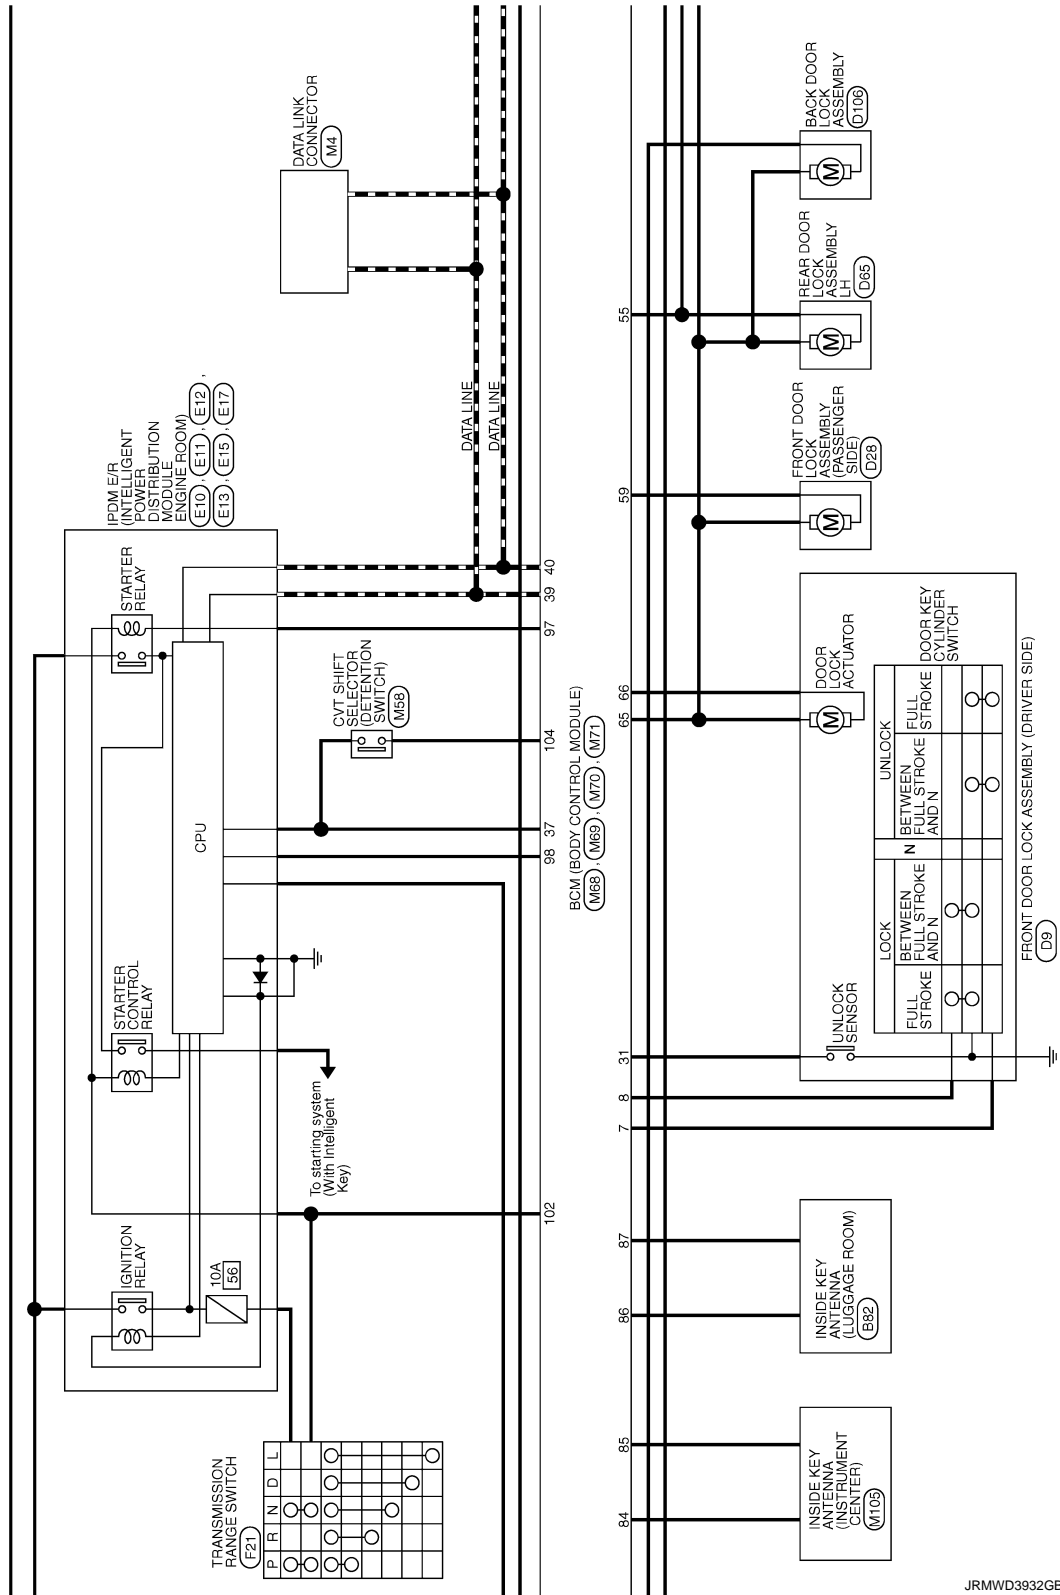 DATA LINK
CONNECTOR
M4
IPDM E/R
(INTELLIGENT
POWER
DISTRIBUTION
MODULE
ENGINE ROOM)
E10 , E11 , E12 ,
E13 , E15 , E17
STARTER
RELAY
CPU
STARTER
CONTROL
RELAY
IGNITION
RELAY
10A
56
To starting system
(With Intelligent
Key)
TRANSMISSION
RANGE SWITCH
F21
P R N D L
CVT SHIFT
SELECTOR
(DETENTION
SWITCH)
M58
DATA LINE
DATA LINE
102
98
37
104
97
39
40
BCM (BODY CONTROL MODULE)
M68 , M69 , M70 , M71
84
85
86
87
7
8
31
65
66
59
55
INSIDE KEY
ANTENNA
(INSTRUMENT
CENTER)
M105
INSIDE KEY
ANTENNA
(LUGGAGE ROOM)
B82
UNLOCK
SENSOR
LOCK
N
UNLOCK
FULL
STROKE
BETWEEN
FULL STROKE
AND N
BETWEEN
FULL STROKE
AND N
FULL
STROKE
DOOR KEY
CYLINDER
SWITCH
DOOR
LOCK
ACTUATOR
M
FRONT DOOR LOCK ASSEMBLY (DRIVER SIDE)
D9
FRONT DOOR
LOCK
ASSEMBLY
(PASSENGER
SIDE)
D28
M
REAR DOOR
LOCK
ASSEMBLY
LH
D65
M
BACK DOOR
LOCK
ASSEMBLY
D106
M
JRMWD3932GE